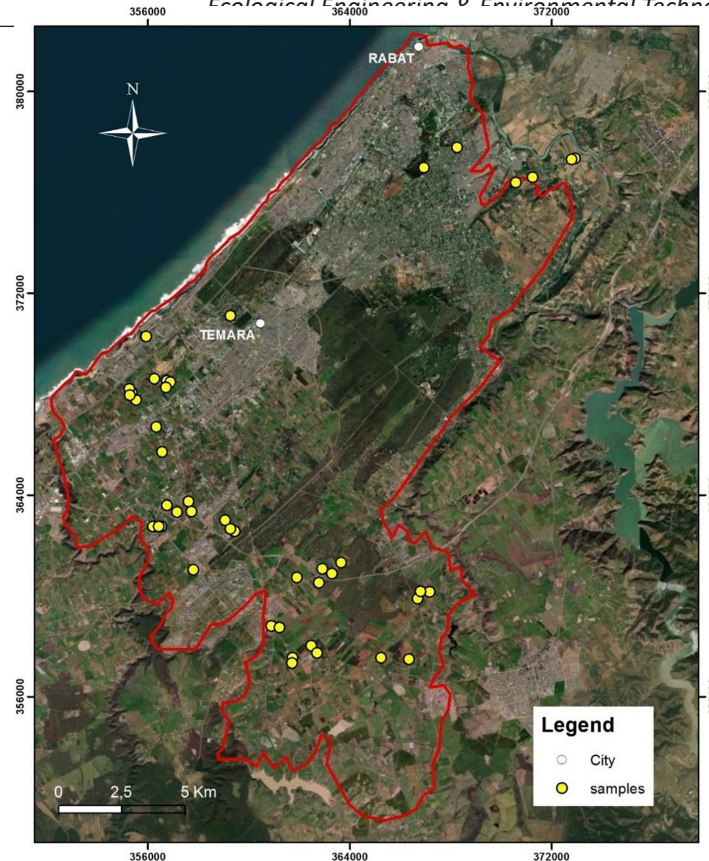 Ecological Engineering & Environmental Techno
356000 364000 372000
RABAT
380000
N
372000
TEMARA
364000
356000
Legend
City
samples
0 2,5 5 Km
356000 364000 372000